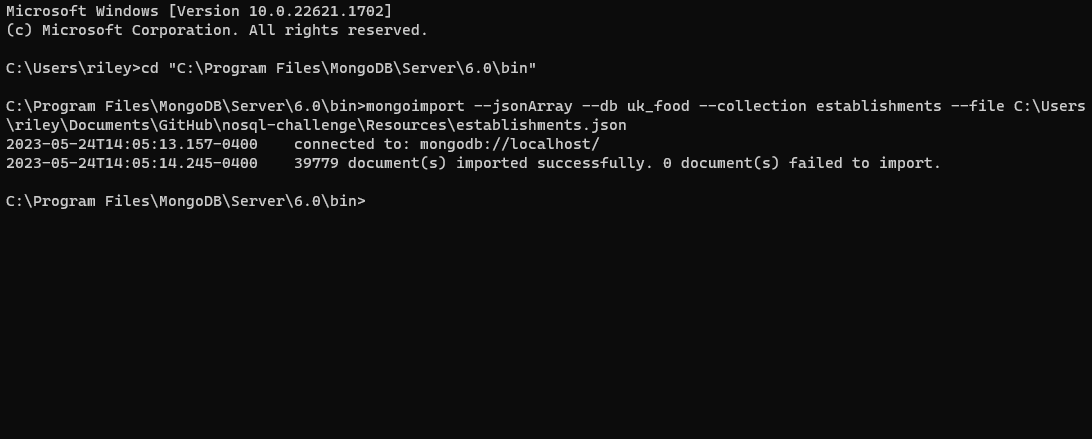 Microsoft Windows [Version 10.0.22621.1702]
(c) Microsoft Corporation. All rights reserved.
C:\Users\riley>cd "C:\Program Files\MongoDB\Server\6.0\bin"
C:\Program Files\MongoDB\Server\6.0\bin>mongoimport --jsonArray --db uk_food --collection establishments --file C:\Users
\riley\Documents\GitHub\nosql-challenge\Resources\establishments.json
2023-05-24T14:05:13.157-0400    connected to: mongodb://localhost/
2023-05-24T14:05:14.245-0400    39779 document(s) imported successfully. 0 document(s) failed to import.
C:\Program Files\MongoDB\Server\6.0\bin>